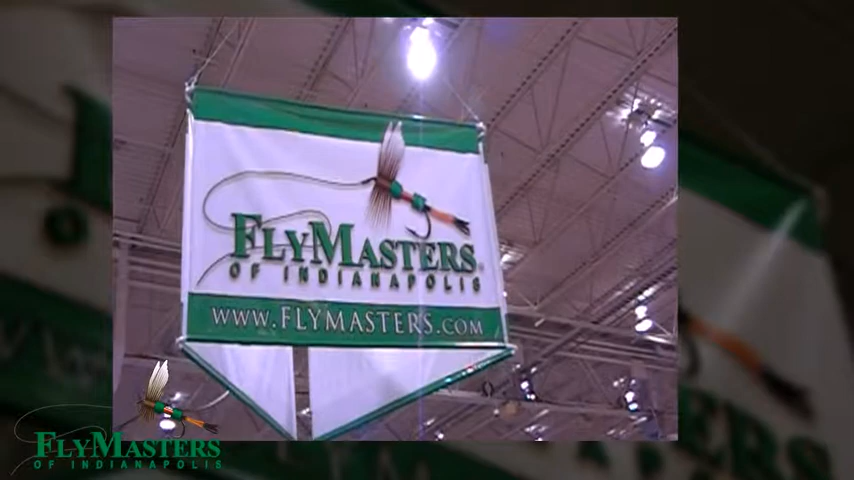 FLYMASTERS®
OF INDIANAPOLIS
WWW.FLYMASTERS.COM
FLYMASTERS
OF INDIANAPOLIS